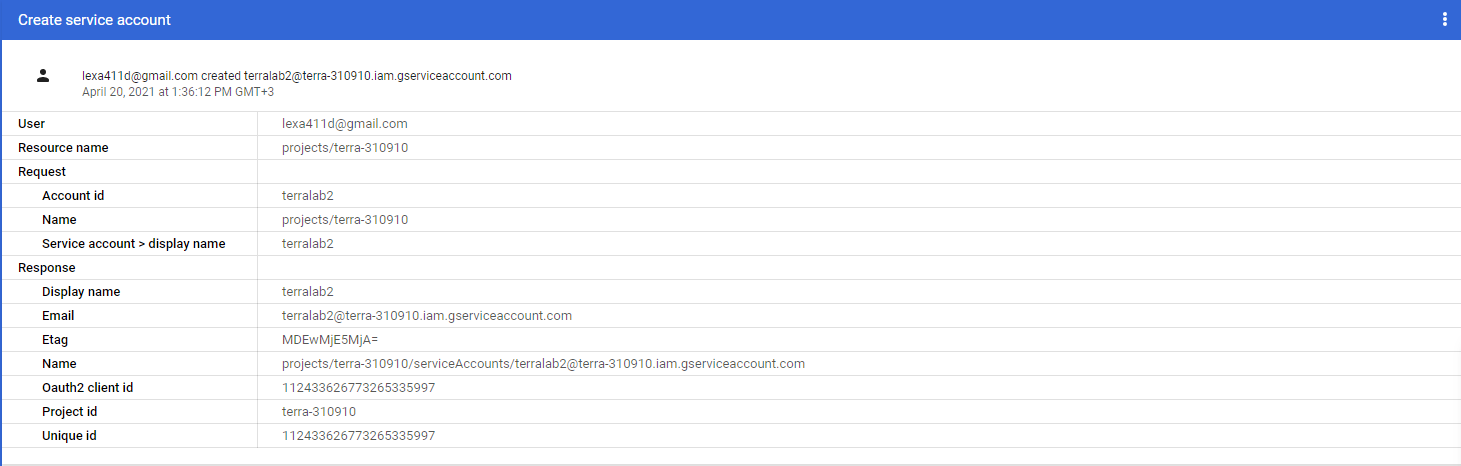 Create service account
lexa411d@gmail.com created terralab2@terra-310910.iam.gserviceaccount.com
April 20, 2021 at 1:36:12 PM GMT+3
User lexa411d@gmail.com
Resource name projects/terra-310910
Request
Account id terralab2
Name projects/terra-310910
Service account > display name terralab2
Response
Display name terralab2
Email terralab2@terra-310910.iam.gserviceaccount.com
Etag MDEwMjE5MjA=
Name projects/terra-310910/serviceAccounts/terralab2@terra-310910.iam.gserviceaccount.com
Oauth2 client id 112433626773265335997
Project id terra-310910
Unique id 112433626773265335997